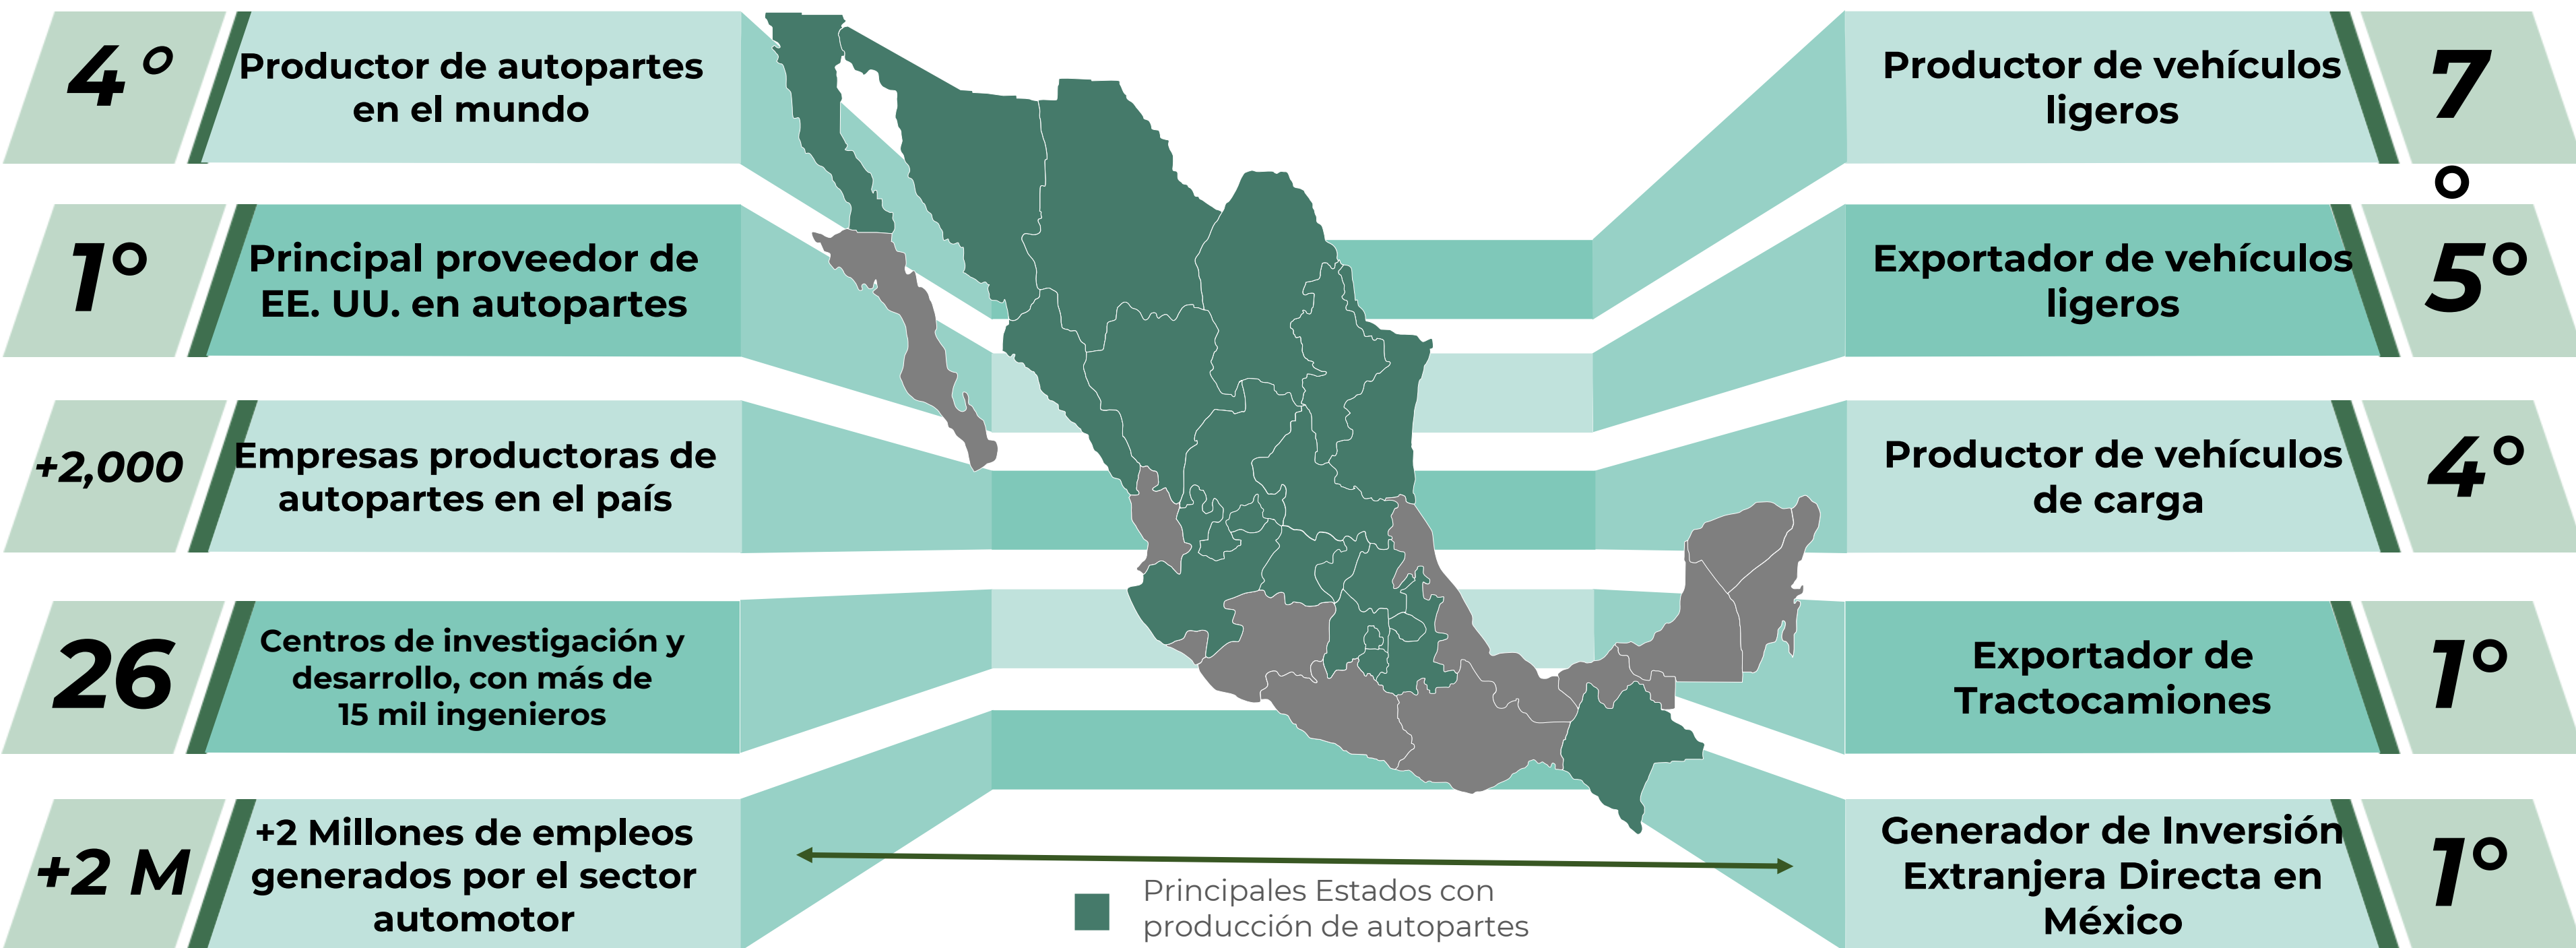 4°
Productor de autopartes
en el mundo
1°
Principal proveedor de
EE. UU. en autopartes
+2,000
Empresas productoras de
autopartes en el país
26
Centros de investigación y
desarrollo, con más de
15 mil ingenieros
+2 M
+2 Millones de empleos
generados por el sector
automotor
Productor de vehículos
ligeros
7
°
Exportador de vehículos
ligeros
5°
Productor de vehículos
de carga
4°
Exportador de
Tractocamiones
1°
Generador de Inversión
Extranjera Directa en
México
1°
Principales Estados con
producción de autopartes